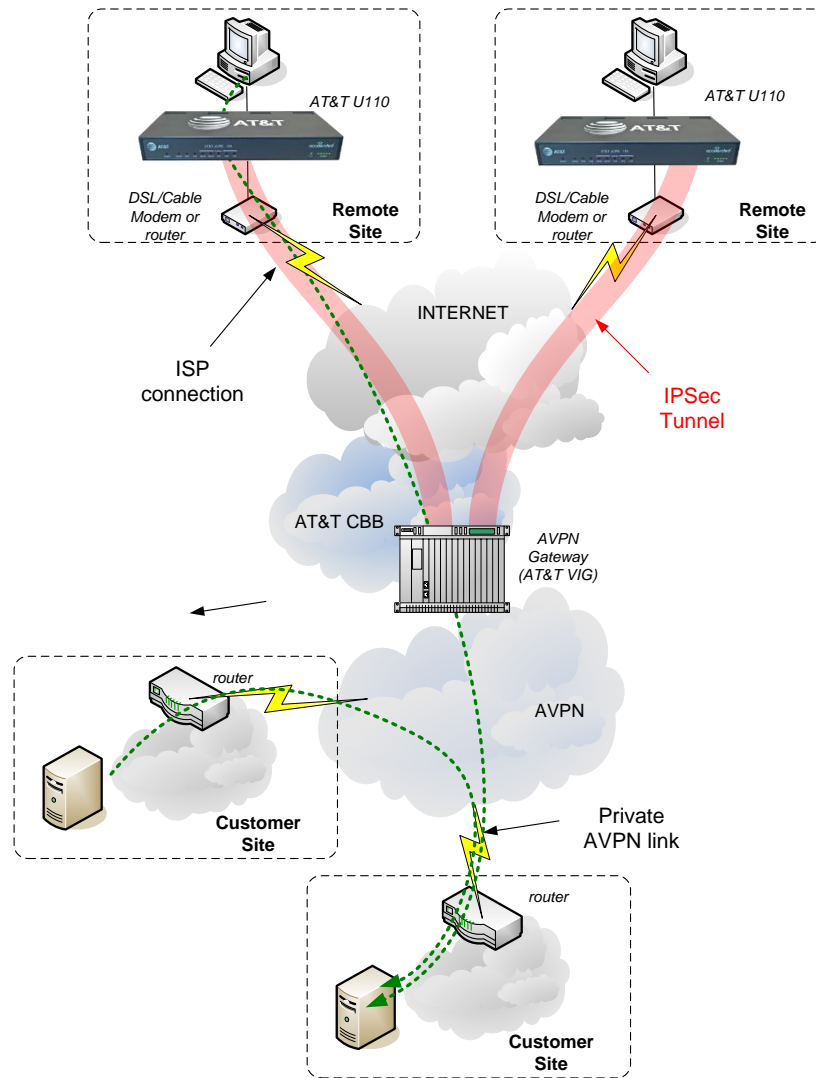 AT&T U110
AT&T
DSL/Cable
Modem or
router
Remote
Site
AT&T U110
AT&T
DSL/Cable
Modem or
router
Remote
Site
INTERNET
ISP
connection
IPSec
Tunnel
AT&T CBB
AVPN
Gateway
(AT&T VIG)
router
Customer
Site
AVPN
Private
AVPN link
router
Customer
Site